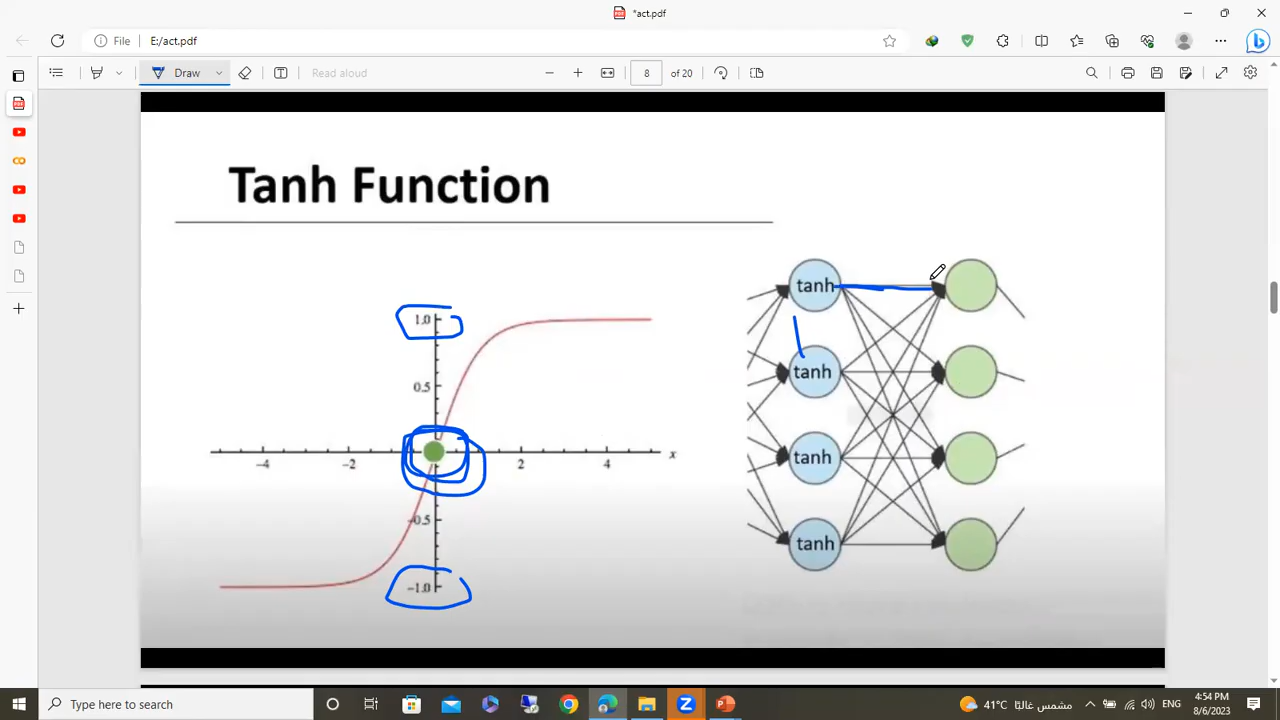 *act.pdf
File E:/act.pdf
Draw Read aloud 8 of 20
Tanh Function
1.0
0.5
-4 -2 2 4 x
-0.5
-1.0
tanh
tanh
tanh
tanh
Type here to search
41°C مشمس غالبًا ENG
4:54 PM
8/6/2023